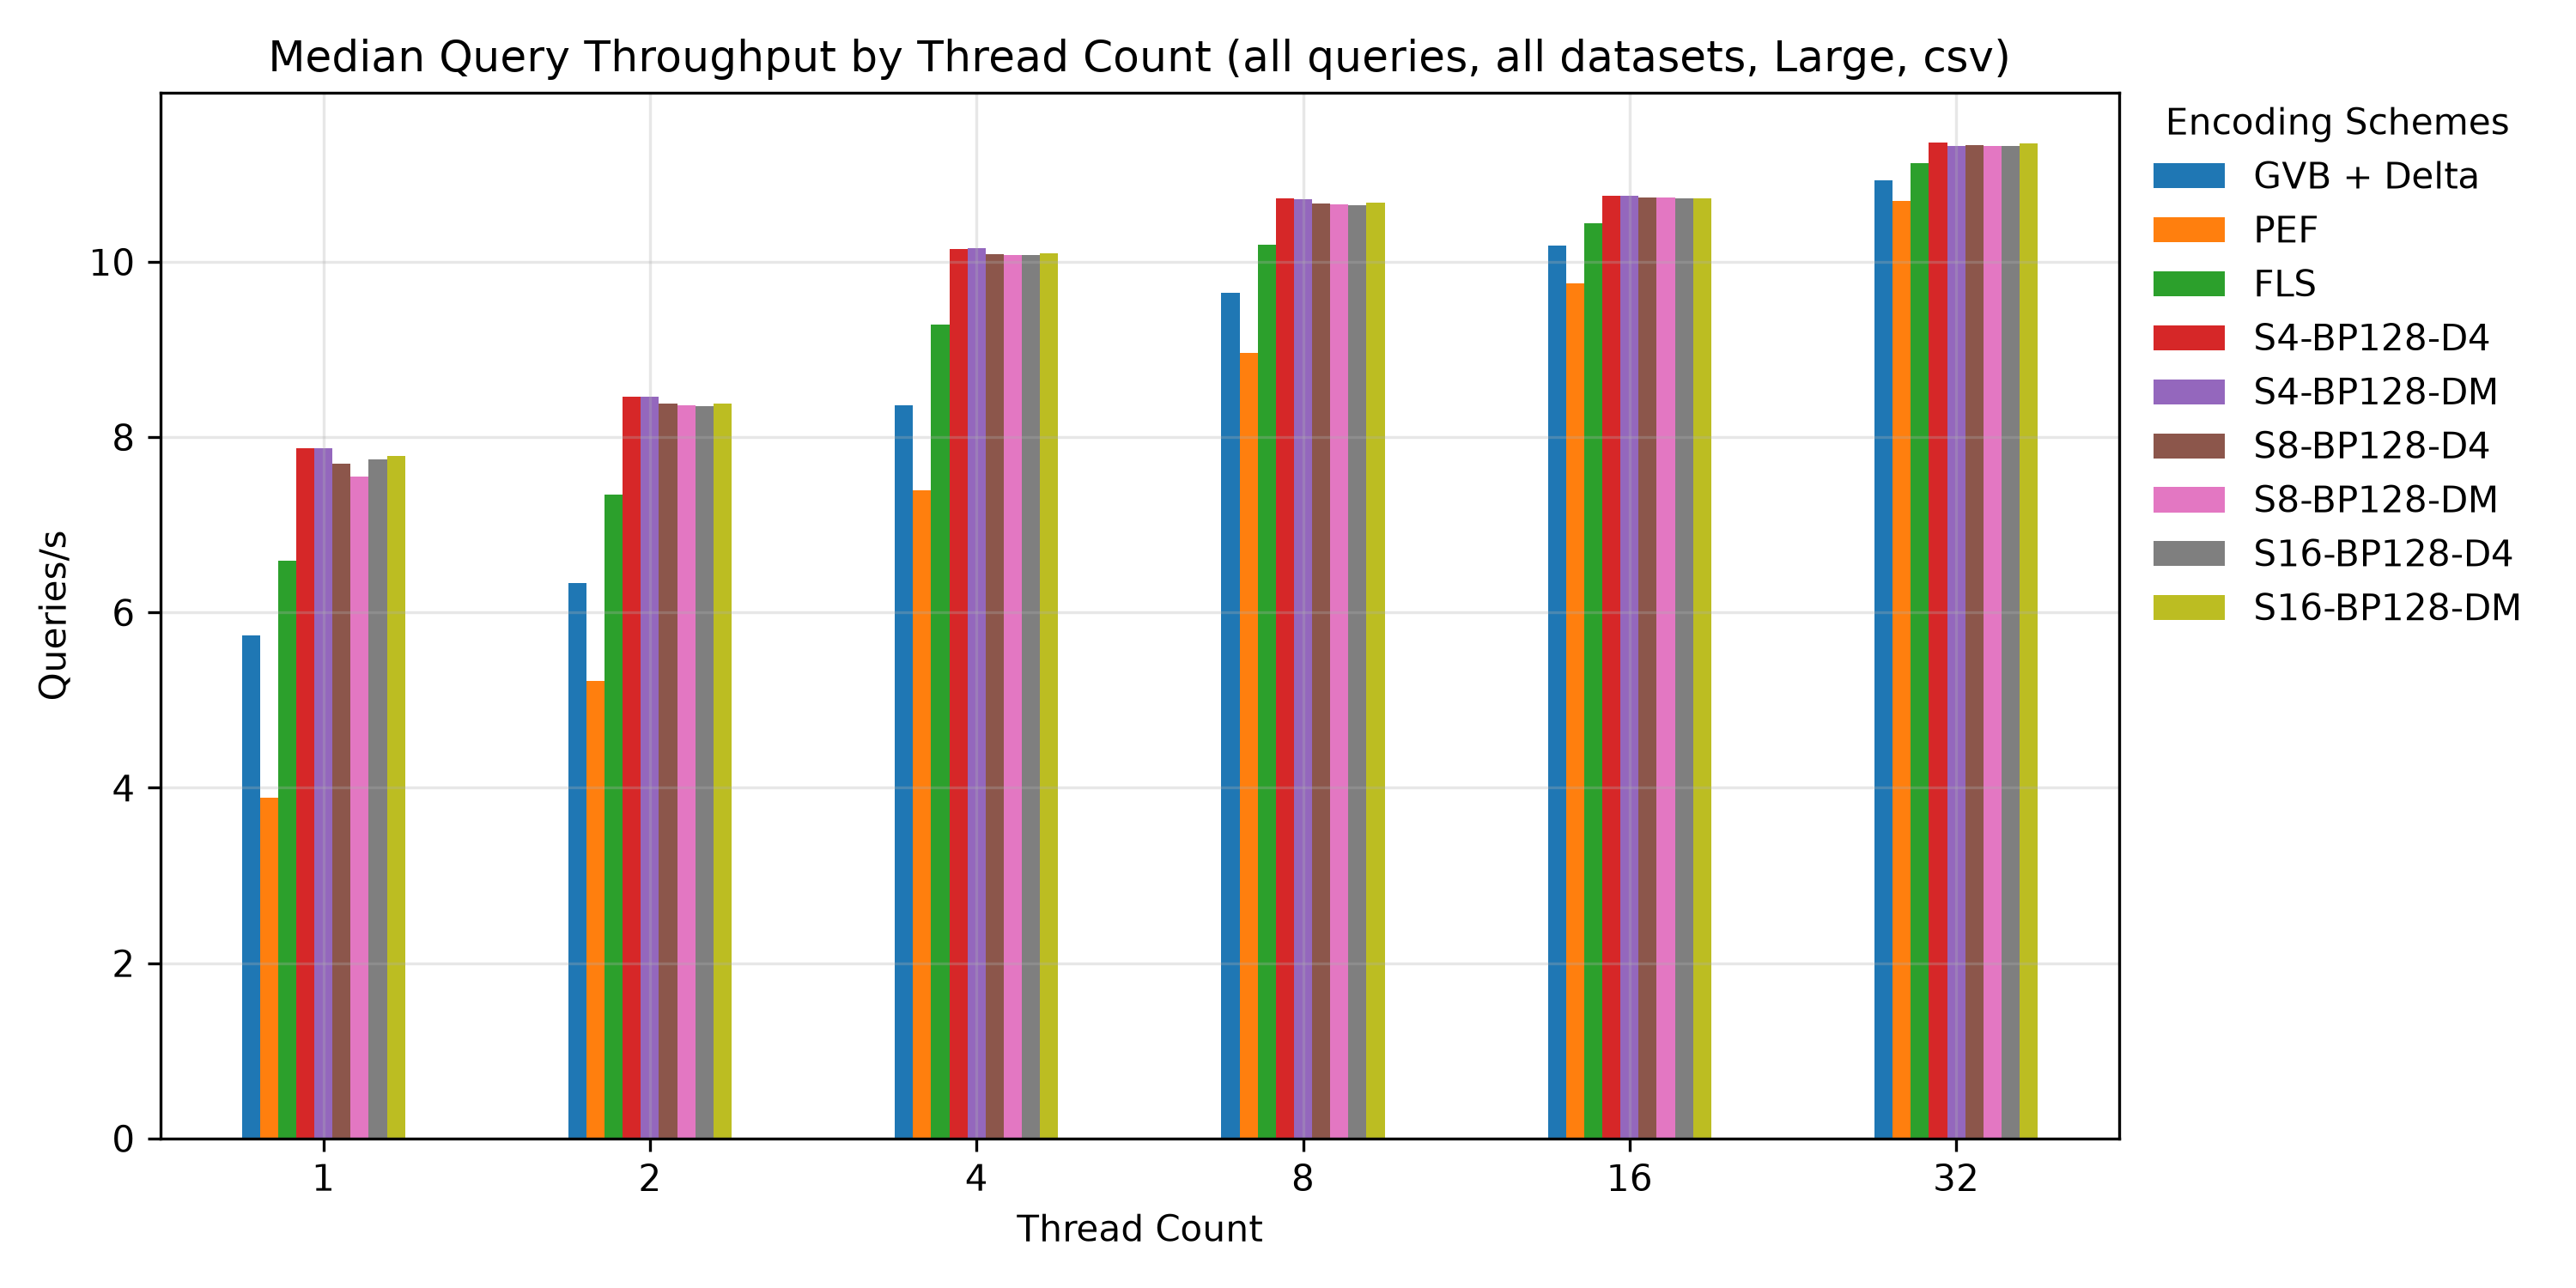 Median Query Throughput by Thread Count (all queries, all datasets, Large, csv)
Queries/s
10
8
6
4
2
0
1
2
4
8
16
32
Thread Count
Encoding Schemes
GVB + Delta
PEF
FLS
S4-BP128-D4
S4-BP128-DM
S8-BP128-D4
S8-BP128-DM
S16-BP128-D4
S16-BP128-DM